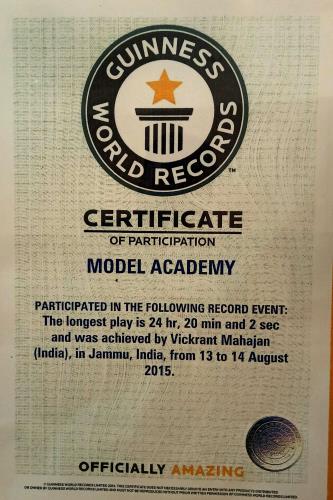 GUINNESS
WORLD RECORDS
TM
CERTIFICATE
OF PARTICIPATION
MODEL ACADEMY
PARTICIPATED IN THE FOLLOWING RECORD EVENT:
The longest play is 24 hr, 20 min and 2 sec
and was achieved by Vickrant Mahajan
(India), in Jammu, India, from 13 to 14 August
2015.
OFFICIALLY AMAZING